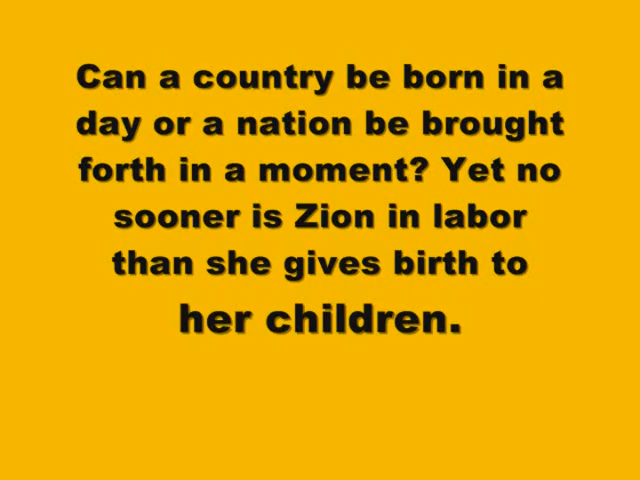 Can a country be born in a
day or a nation be brought
forth in a moment? Yet no
sooner is Zion in labor
than she gives birth to
her children.